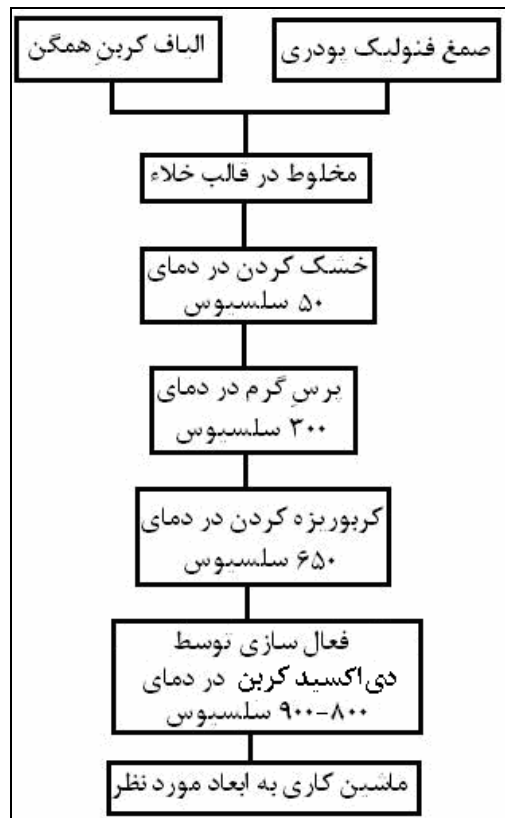 صمغ فنولیک پودری
الیاف کربنِ همگن
مخلوط در قالب خلاء
خشک کردن در دمای
۵۰ سلسیوس
پرسِ گرم در دمای
۳۰۰ سلسیوس
کربوریزه کردن در دمای
۶۵۰ سلسیوس
فعال سازی توسط
دی‌اکسید کربن در دمای
۸۰۰-۹۰۰ سلسیوس
ماشین کاری به ابعاد مورد نظر